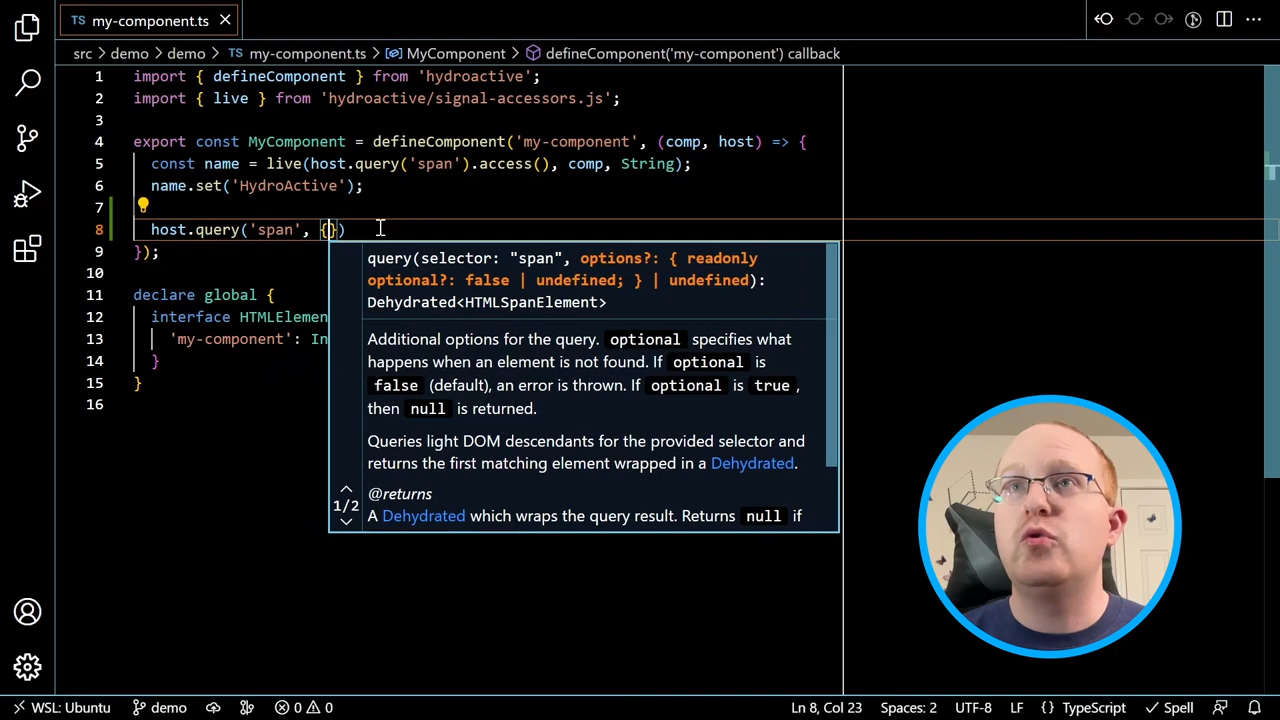 TS my-component.ts
src > demo > demo > TS my-component.ts > MyComponent > defineComponent('my-component') callback
1 import { defineComponent } from 'hydroactive';
2 import { live } from 'hydroactive/signal-accessors.js';
3
4 export const MyComponent = defineComponent('my-component', (comp, host) => {
5 const name = live(host.query('span').access(), comp, String);
6 name.set('HydroActive');
7
8 host.query('span', {})
9 });
10
11 declare global {
12 interface HTMLElemen
13 'my-component': In
14 }
15 }
16
query(selector: "span", options?: { readonly
optional?: false | undefined; } | undefined):
Dehydrated<HTMLSpanElement>
Additional options for the query. optional specifies what
happens when an element is not found. If optional is
false (default), an error is thrown. If optional is true,
then null is returned.
Queries light DOM descendants for the provided selector and
returns the first matching element wrapped in a Dehydrated.
@returns
1/2
A Dehydrated which wraps the query result. Returns null if
WSL: Ubuntu demo 0 0 Ln 8, Col 23 Spaces: 2 UTF-8 LF {} TypeScript Spell